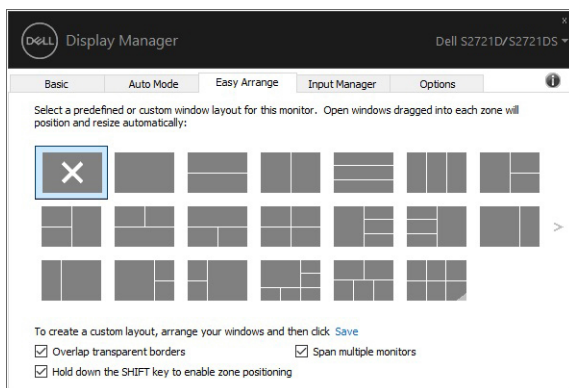 x
DELL Display Manager Dell S2721D/S2721DS
Basic Auto Mode Easy Arrange Input Manager Options i
Select a predefined or custom window layout for this monitor. Open windows dragged into each zone will
position and resize automatically:
>
To create a custom layout, arrange your windows and then click Save
Overlap transparent borders Span multiple monitors
Hold down the SHIFT key to enable zone positioning